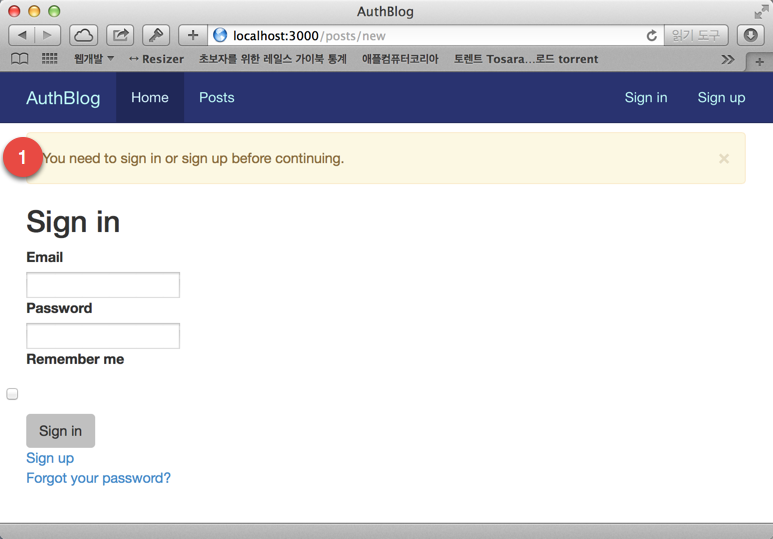 AuthBlog
localhost:3000/posts/new
읽기 도구
웹개발 Resizer 초보자를 위한 레일스 가이북 통계 애플컴퓨터코리아 토렌트 Tosara...로드 torrent
AuthBlog Home Posts Sign in Sign up
1 You need to sign in or sign up before continuing. ×
Sign in
Email
Password
Remember me
Sign in
Sign up
Forgot your password?